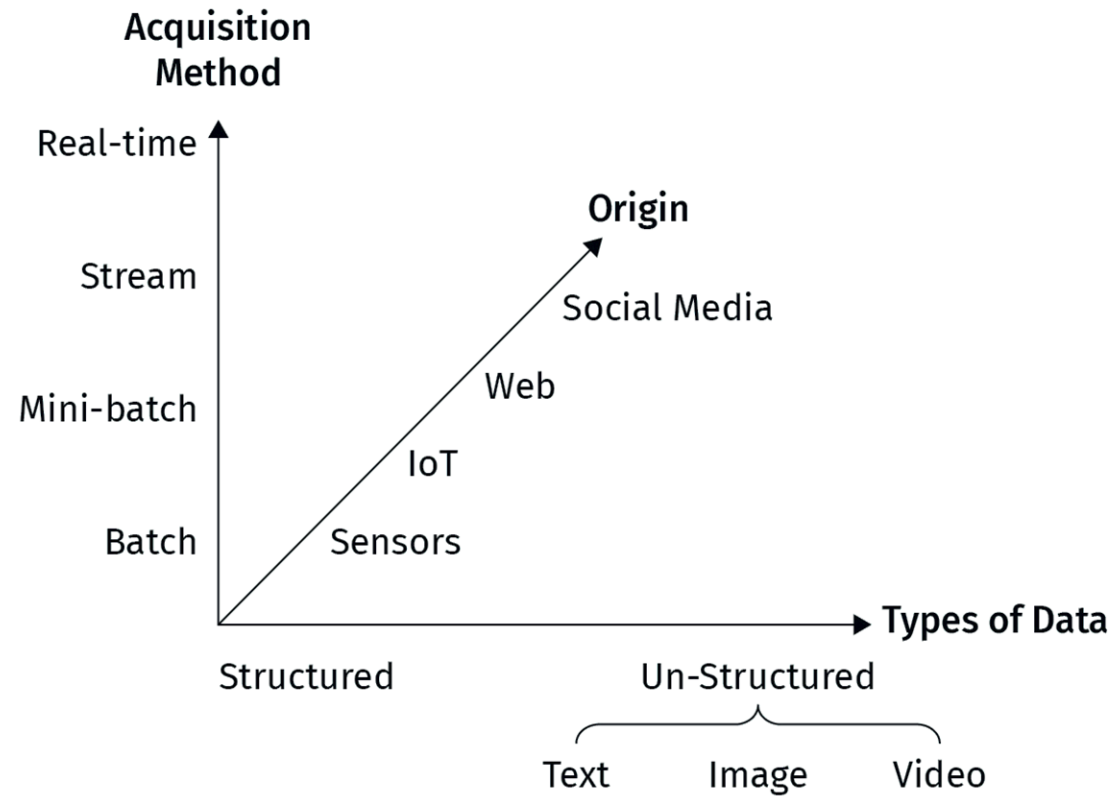 Acquisition
Method
Real-time
Origin
Stream
Social Media
Web
Mini-batch
IoT
Batch
Sensors
Types of Data
Structured
Un-Structured
Text Image Video